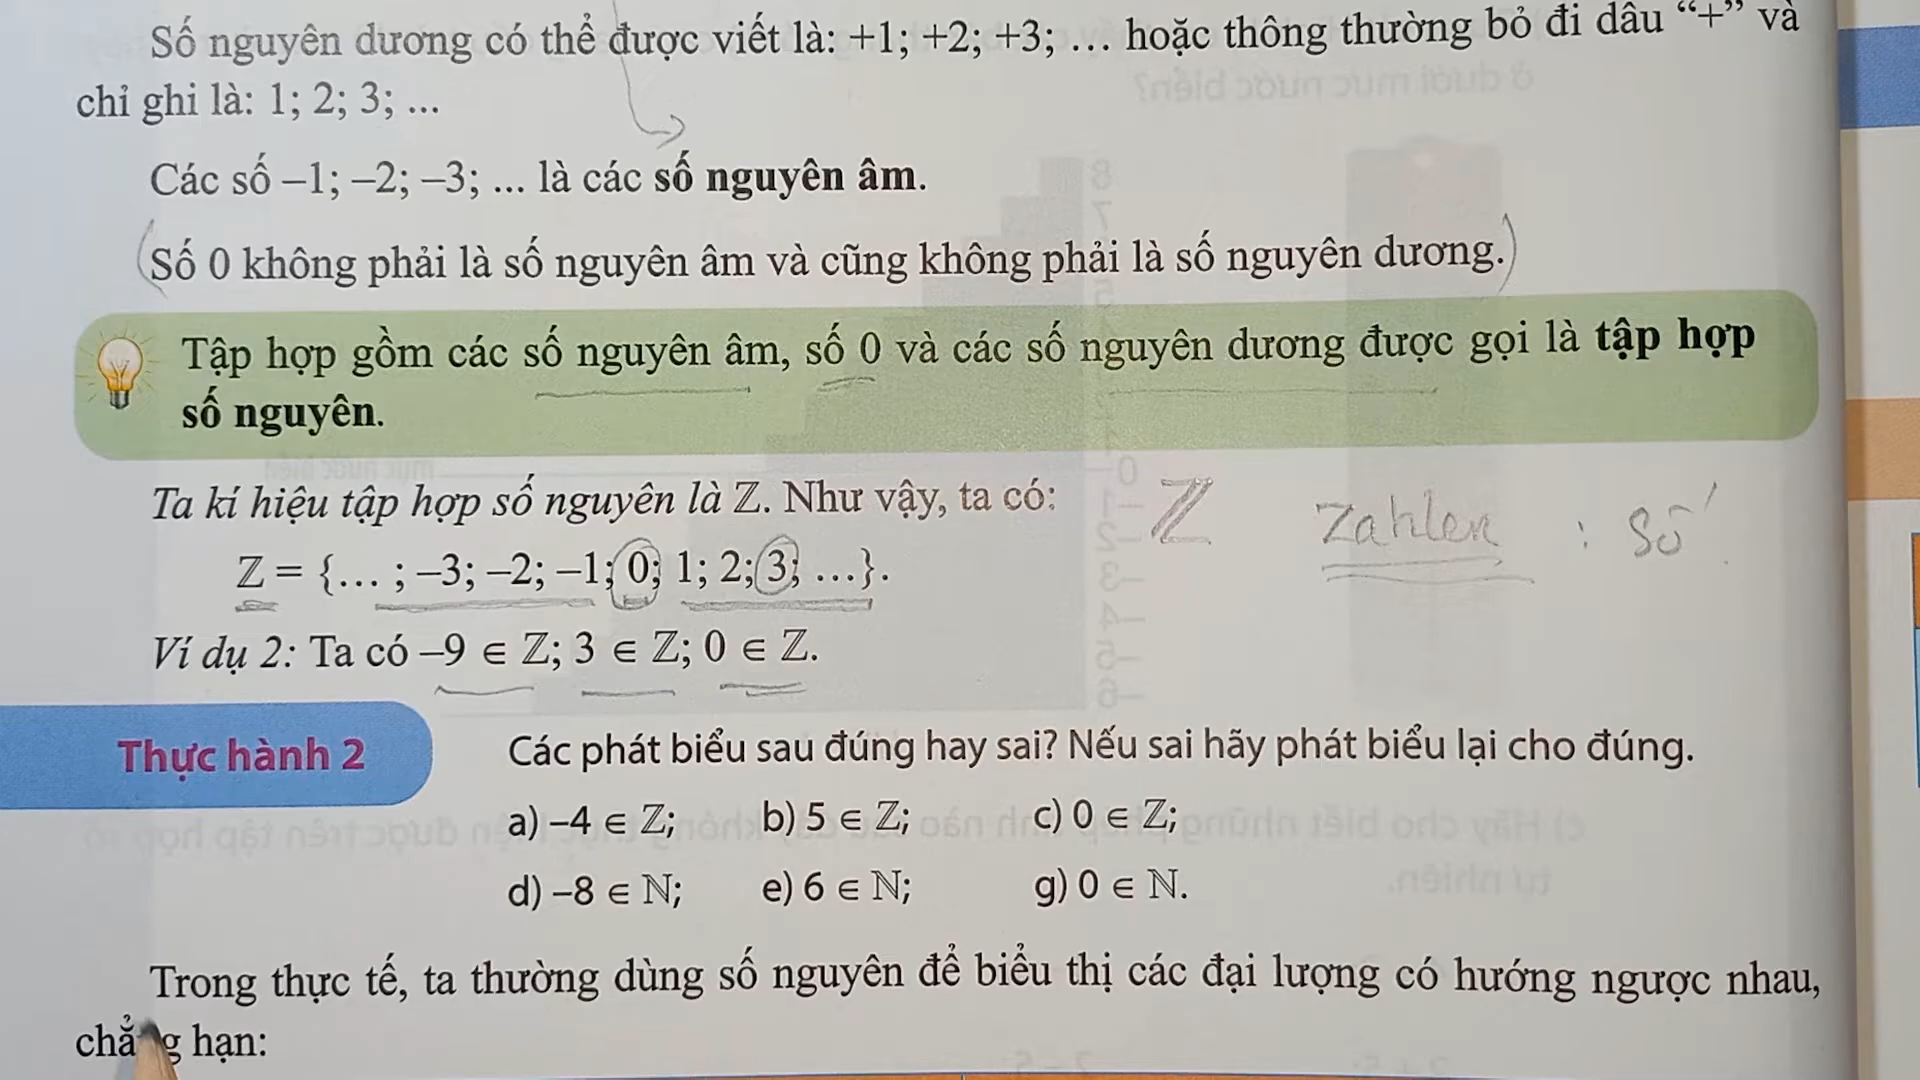 Số nguyên dương có thể được viết là: +1; +2; +3; ... hoặc thông thường bỏ đi dấu “+” và
chỉ ghi là: 1; 2; 3; ...
Các số –1; –2; –3; ... là các số nguyên âm.
Số 0 không phải là số nguyên âm và cũng không phải là số nguyên dương.
Tập hợp gồm các số nguyên âm, số 0 và các số nguyên dương được gọi là tập hợp
số nguyên.
Ta kí hiệu tập hợp số nguyên là ℤ. Như vậy, ta có: ℤ Zahlen : Số
ℤ = {... ; –3; –2; –1; 0; 1; 2; 3; ...}.
Ví dụ 2: Ta có –9 ∈ ℤ; 3 ∈ ℤ; 0 ∈ ℤ.
Thực hành 2 Các phát biểu sau đúng hay sai? Nếu sai hãy phát biểu lại cho đúng.
a) –4 ∈ ℤ; b) 5 ∈ ℤ; c) 0 ∈ ℤ;
d) –8 ∈ ℕ; e) 6 ∈ ℕ; g) 0 ∈ ℕ.
Trong thực tế, ta thường dùng số nguyên để biểu thị các đại lượng có hướng ngược nhau,
chẳng hạn: